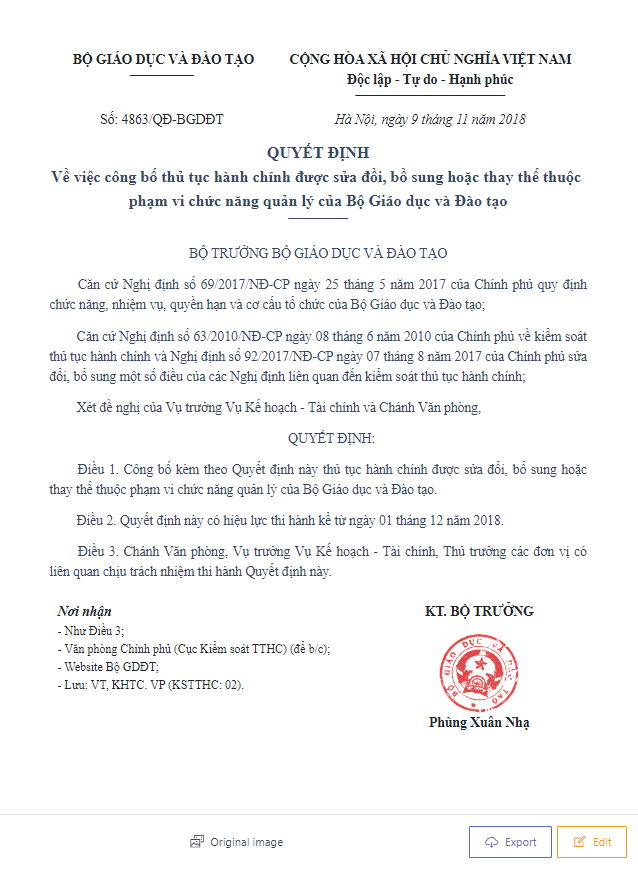 BỘ GIÁO DỤC VÀ ĐÀO TẠO
CỘNG HÒA XÃ HỘI CHỦ NGHĨA VIỆT NAM
Độc lập - Tự do - Hạnh phúc
Số: 4863/QĐ-BGDĐT
Hà Nội, ngày 9 tháng 11 năm 2018
QUYẾT ĐỊNH
Về việc công bố thủ tục hành chính được sửa đổi, bổ sung hoặc thay thế thuộc
phạm vi chức năng quản lý của Bộ Giáo dục và Đào tạo
BỘ TRƯỞNG BỘ GIÁO DỤC VÀ ĐÀO TẠO
Căn cứ Nghị định số 69/2017/NĐ-CP ngày 25 tháng 5 năm 2017 của Chính phủ quy định
chức năng, nhiệm vụ, quyền hạn và cơ cấu tổ chức của Bộ Giáo dục và Đào tạo;
Căn cứ Nghị định số 63/2010/NĐ-CP ngày 08 tháng 6 năm 2010 của Chính phủ về kiểm soát
thủ tục hành chính và Nghị định số 92/2017/NĐ-CP ngày 07 tháng 8 năm 2017 của Chính phủ sửa
đổi, bổ sung một số điều của các Nghị định liên quan đến kiểm soát thủ tục hành chính;
Xét đề nghị của Vụ trưởng Vụ Kế hoạch - Tài chính và Chánh Văn phòng,
QUYẾT ĐỊNH:
Điều 1. Công bố kèm theo Quyết định này thủ tục hành chính được sửa đổi, bổ sung hoặc
thay thế thuộc phạm vi chức năng quản lý của Bộ Giáo dục và Đào tạo.
Điều 2. Quyết định này có hiệu lực thi hành kể từ ngày 01 tháng 12 năm 2018.
Điều 3. Chánh Văn phòng, Vụ trưởng Vụ Kế hoạch - Tài chính, Thủ trưởng các đơn vị có
liên quan chịu trách nhiệm thi hành Quyết định này.
Nơi nhận
- Như Điều 3;
- Văn phòng Chính phủ (Cục Kiểm soát TTHC) (để b/c);
- Website Bộ GDĐT;
- Lưu: VT, KHTC. VP (KSTTHC: 02).
KT. BỘ TRƯỞNG
BỘ GIÁO DỤC VÀ ĐÀO TẠO
Phùng Xuân Nhạ
Original image
Export
Edit